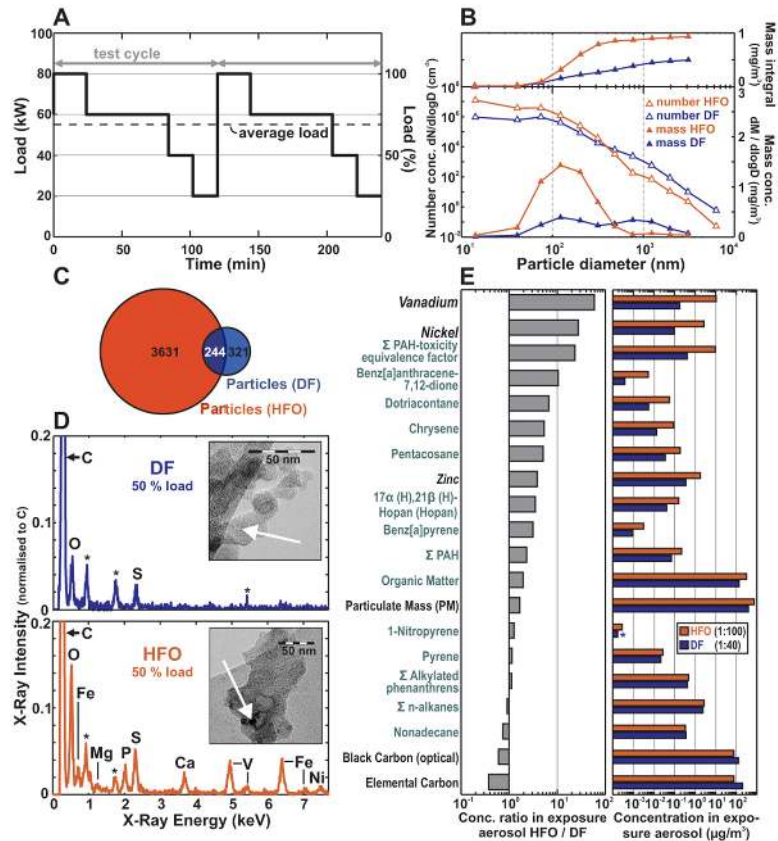 A
100
80
60
40
20
0
Load (kW)
test cycle
average load
100
50
0
Load (%)
0
100
200
Time (min)
B
Mass integral
(mg/m³)
1
0.5
0
number HFO
number DF
mass HFO
mass DF
Number conc. dN/dlogD (cm⁻³)
10⁶
10⁴
10²
10⁰
10⁻²
3
2
1
0
Mass conc.
dM / dlogD (mg/m³)
10²
10³
10⁴
Particle diameter (nm)
C
3631
244
321
Particles (DF)
Particles (HFO)
D
X-Ray Intensity (normalised to C)
0.2
0.1
0
C
DF
50 % load
50 nm
O
*
*
S
*
0.2
0.1
0
C
HFO
50 % load
50 nm
O
Fe
*
Mg
*
P
S
Ca
V
Fe
Ni
0
1
2
3
4
5
6
7
X-Ray Energy (keV)
E
Vanadium
Nickel
Σ PAH-toxicity
equivalence factor
Benz[a]anthracene-
7,12-dione
Dotriacontane
Chrysene
Pentacosane
Zinc
17α (H),21β (H)-
Hopan (Hopan)
Benz[a]pyrene
Σ PAH
Organic Matter
Particulate Mass (PM)
1-Nitropyrene
Pyrene
Σ Alkylated
phenanthrens
Σ n-alkanes
Nonadecane
Black Carbon (optical)
Elemental Carbon
10⁻¹
10⁰
10¹
10²
Conc. ratio in exposure
aerosol HFO / DF
HFO (1:100)
DF (1:40)
*
10⁻³
10⁻²
10⁻¹
10⁰
10¹
10²
Concentration in expo-
sure aerosol (µg/m³)